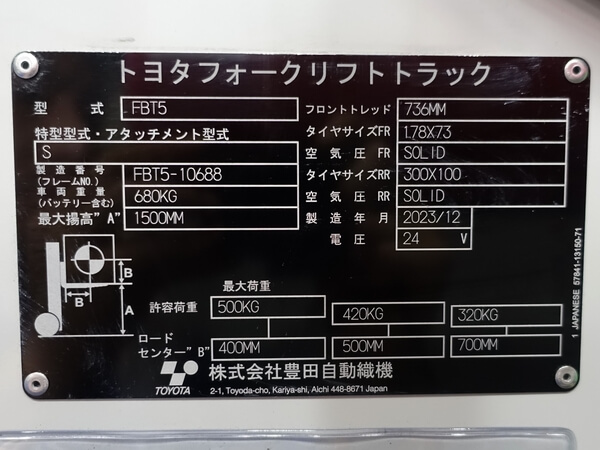 トヨタフォークリフトトラック
型式 FBT5 フロントトレッド 736MM
特型型式・アタッチメント型式 タイヤサイズFR 1.78X73
S 空気圧 FR SOLID
製造番号 (フレームNO.) FBT5-10688 タイヤサイズRR 300X100
車両重量 (バッテリー含む) 680KG 空気圧 RR SOLID
最大揚高"A" 1500MM 製造年月 2023/12
電圧 24 V
B
B A
最大荷重
許容荷重 500KG 420KG 320KG
ロード
センター"B" 400MM 500MM 700MM
TOYOTA 株式会社豊田自動織機
2-1, Toyoda-cho, Kariya-shi, Aichi 448-8671 Japan
1 JAPANESE 57841-13150-71